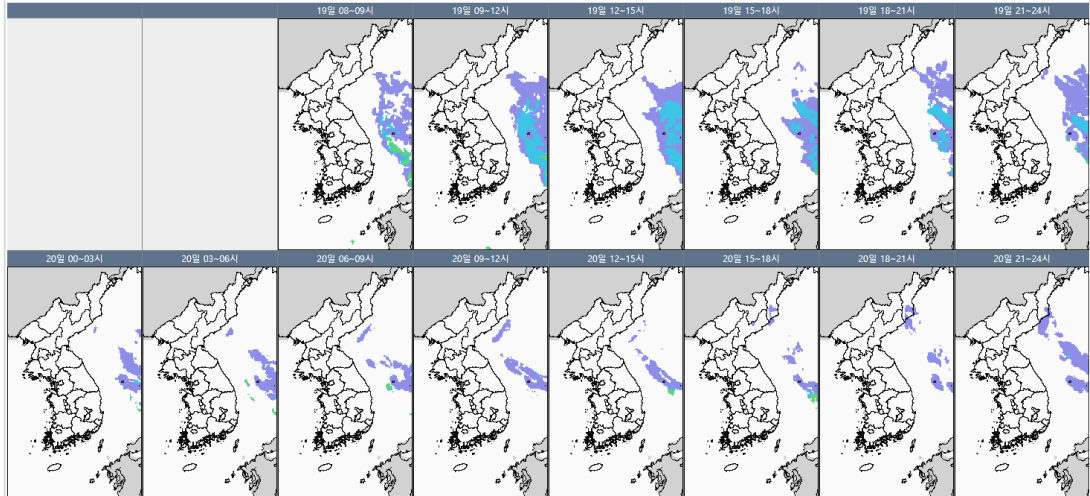 19일 08~09시
19일 09~12시
19일 12~15시
19일 15~18시
19일 18~21시
19일 21~24시
20일 00~03시
20일 03~06시
20일 06~09시
20일 09~12시
20일 12~15시
20일 15~18시
20일 18~21시
20일 21~24시